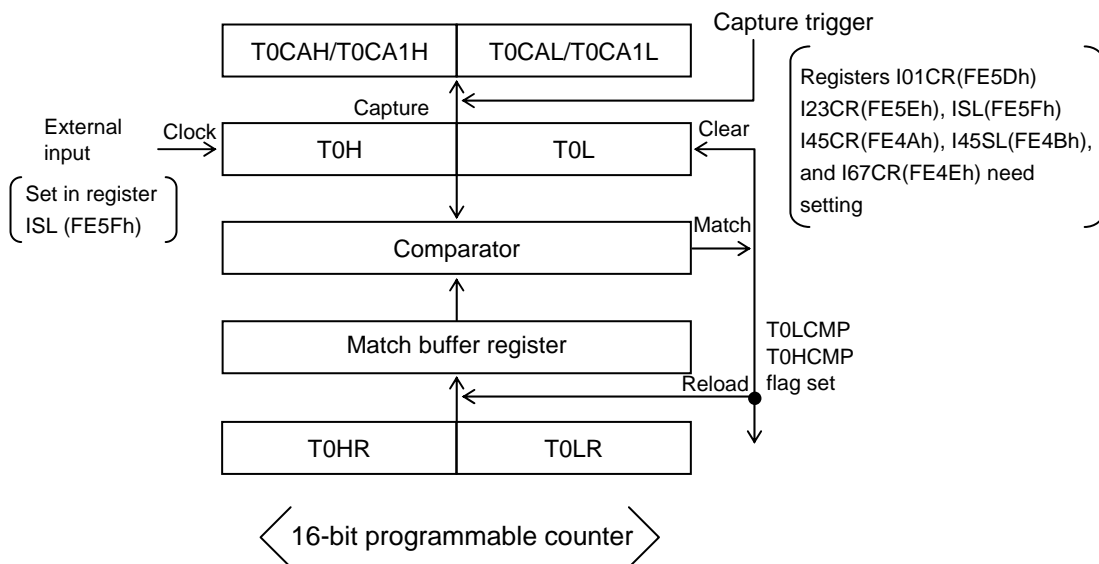 Capture trigger
T0CAH/T0CA1H
T0CAL/T0CA1L
Registers I01CR(FE5Dh)
I23CR(FE5Eh), ISL(FE5Fh)
I45CR(FE4Ah), I45SL(FE4Bh),
and I67CR(FE4Eh) need
setting
Capture
External
input
Clock
T0H
T0L
Clear
Set in register
ISL (FE5Fh)
Comparator
Match
Match buffer register
T0LCMP
T0HCMP
flag set
Reload
T0HR
T0LR
16-bit programmable counter